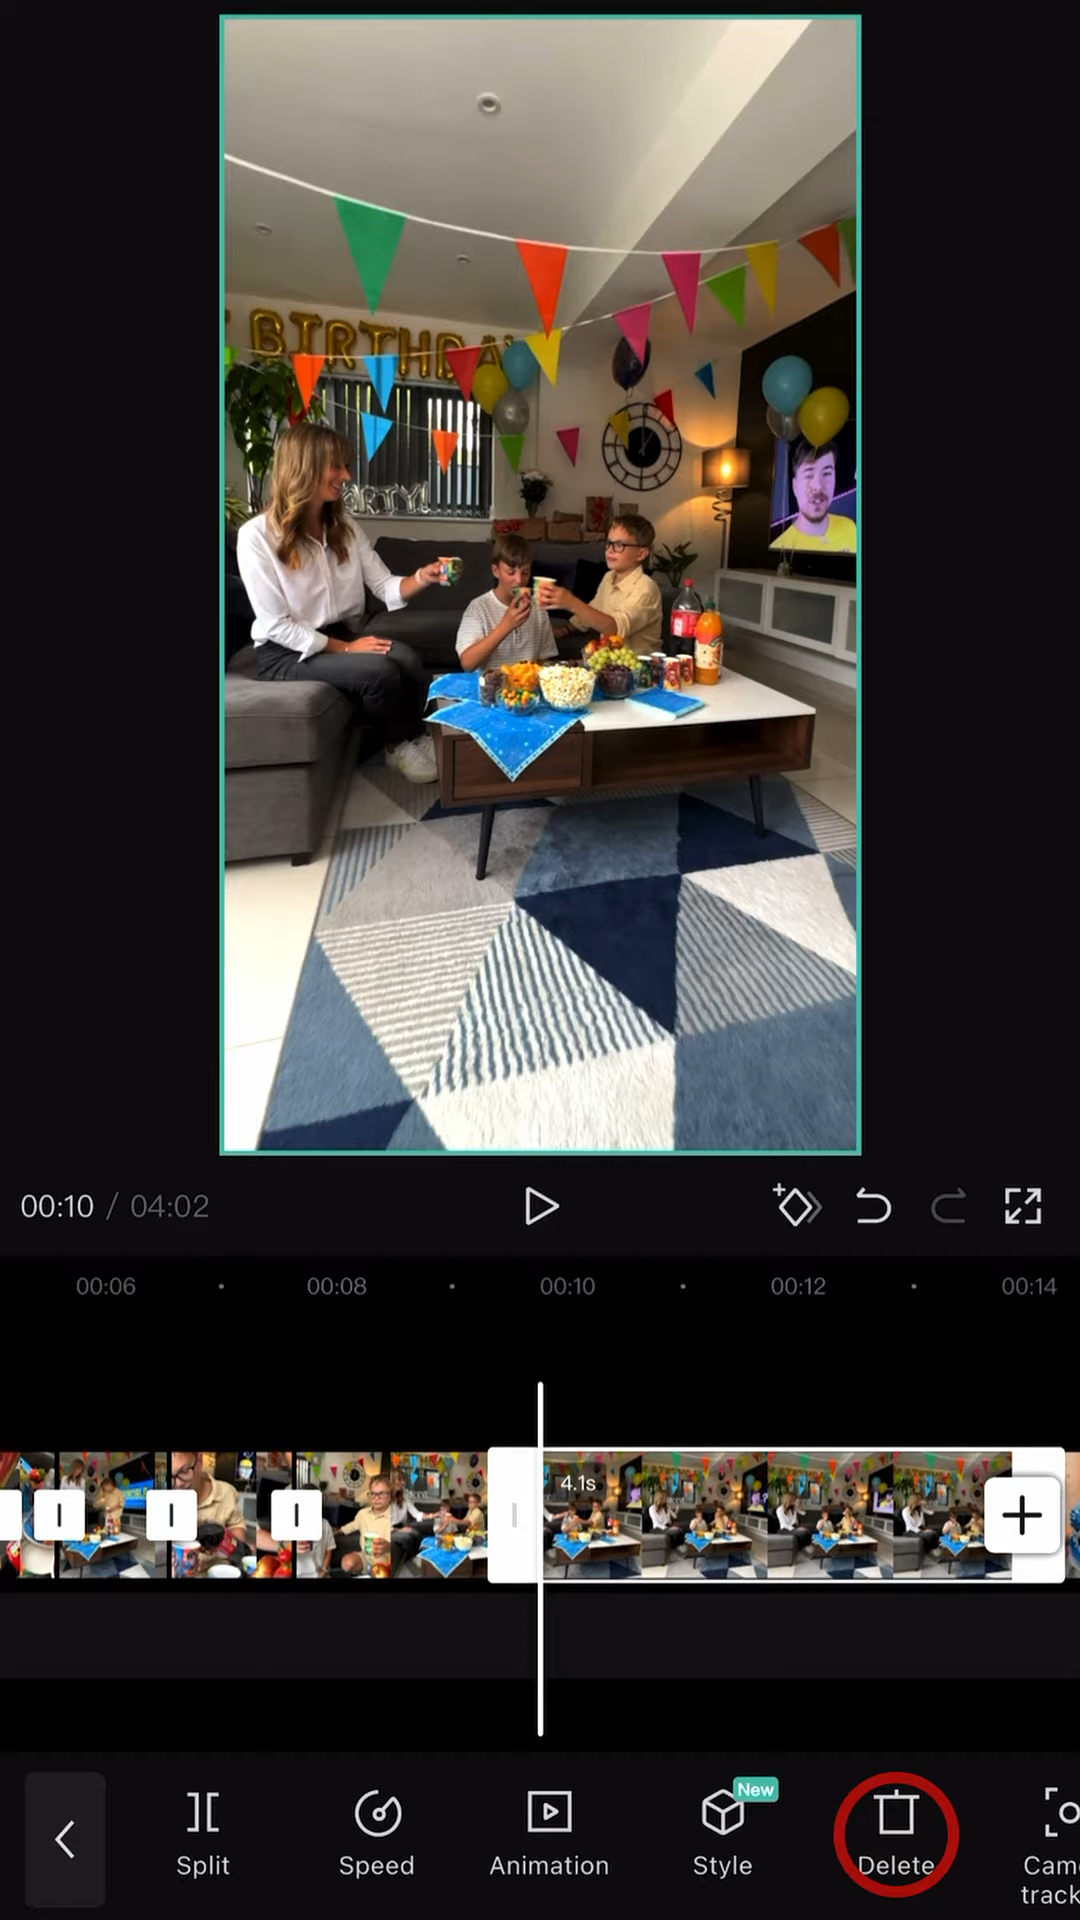 BIRTHDA
ARTY!
00:10 / 04:02
00:06
00:08
00:10
00:12
00:14
4.1s
New
Split
Speed
Animation
Style
Delete
Came
track